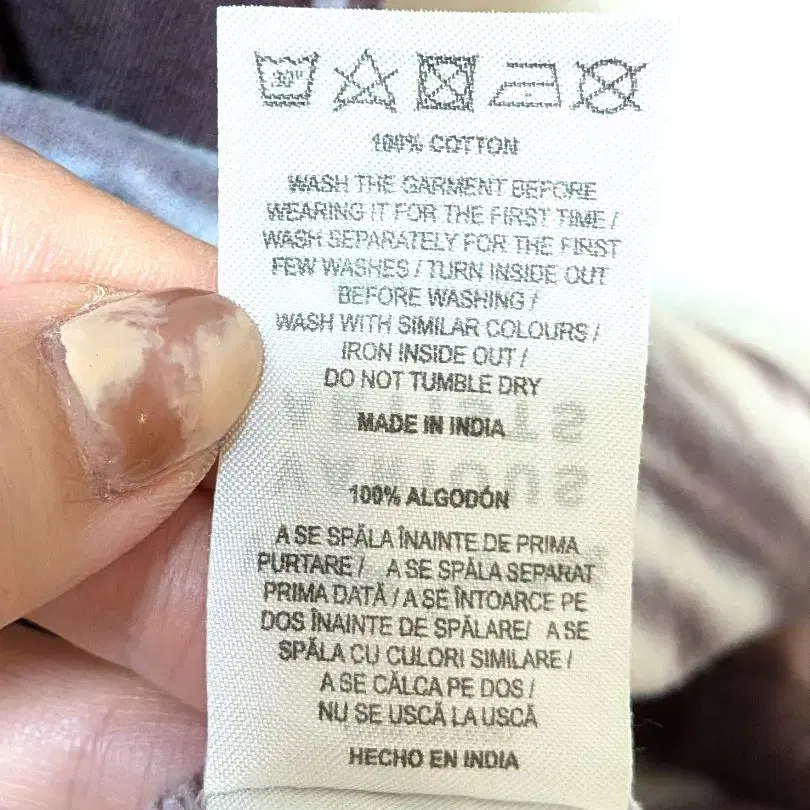 30°
100% COTTON
WASH THE GARMENT BEFORE
WEARING IT FOR THE FIRST TIME /
WASH SEPARATELY FOR THE FIRST
FEW WASHES / TURN INSIDE OUT
BEFORE WASHING /
WASH WITH SIMILAR COLOURS /
IRON INSIDE OUT /
DO NOT TUMBLE DRY
MADE IN INDIA
100% ALGODÓN
A SE SPĂLA ÎNAINTE DE PRIMA
PURTARE / A SE SPĂLA SEPARAT
PRIMA DATĂ / A SE ÎNTOARCE PE
DOS ÎNAINTE DE SPĂLARE/ A SE
SPĂLA CU CULORI SIMILARE /
A SE CĂLCA PE DOS /
NU SE USCĂ LA USCĂ
HECHO EN INDIA